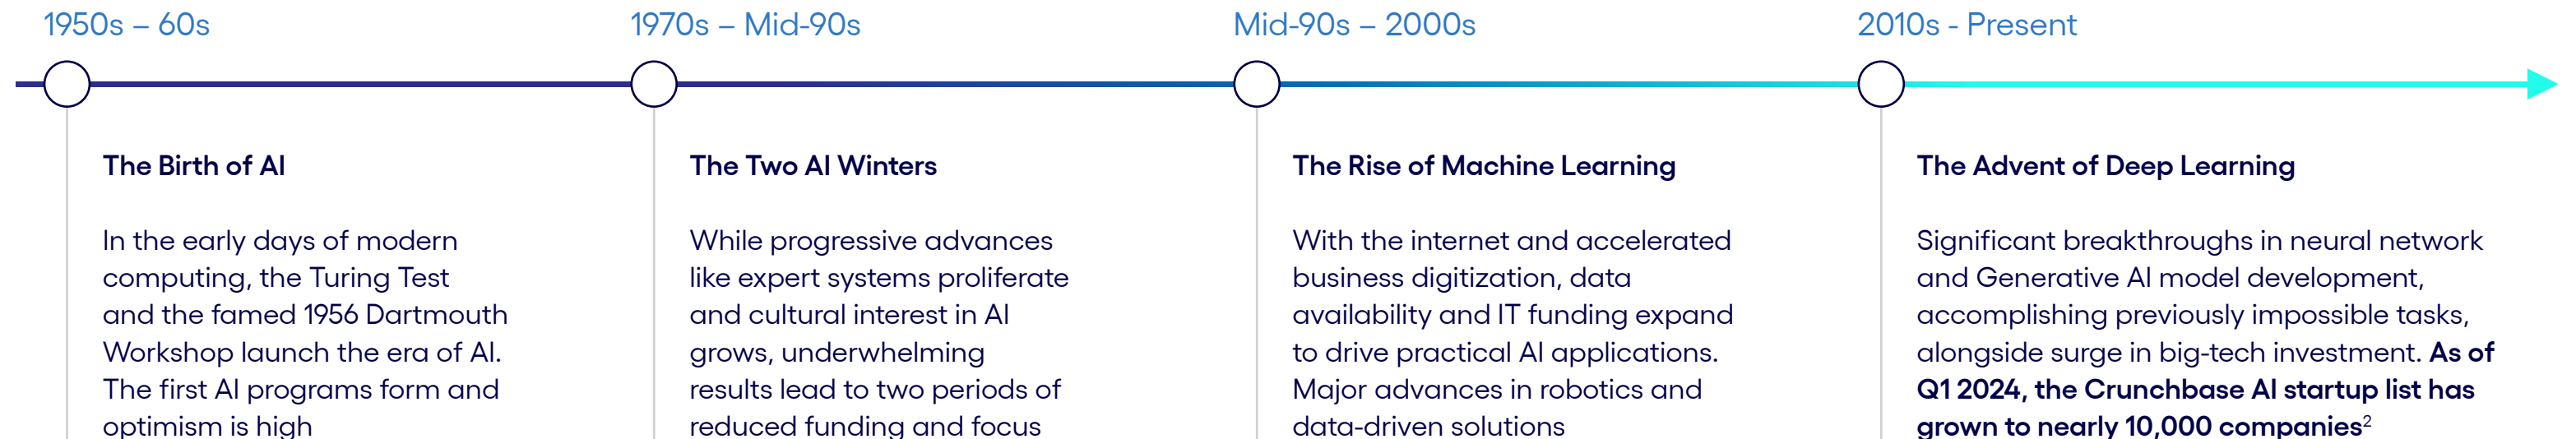 1950s – 60s
The Birth of AI
In the early days of modern
computing, the Turing Test
and the famed 1956 Dartmouth
Workshop launch the era of AI.
The first AI programs form and
optimism is high
1970s – Mid-90s
The Two AI Winters
While progressive advances
like expert systems proliferate
and cultural interest in AI
grows, underwhelming
results lead to two periods of
reduced funding and focus
Mid-90s – 2000s
The Rise of Machine Learning
With the internet and accelerated
business digitization, data
availability and IT funding expand
to drive practical AI applications.
Major advances in robotics and
data-driven solutions
2010s - Present
The Advent of Deep Learning
Significant breakthroughs in neural network
and Generative AI model development,
accomplishing previously impossible tasks,
alongside surge in big-tech investment. As of
Q1 2024, the Crunchbase AI startup list has
grown to nearly 10,000 companies²